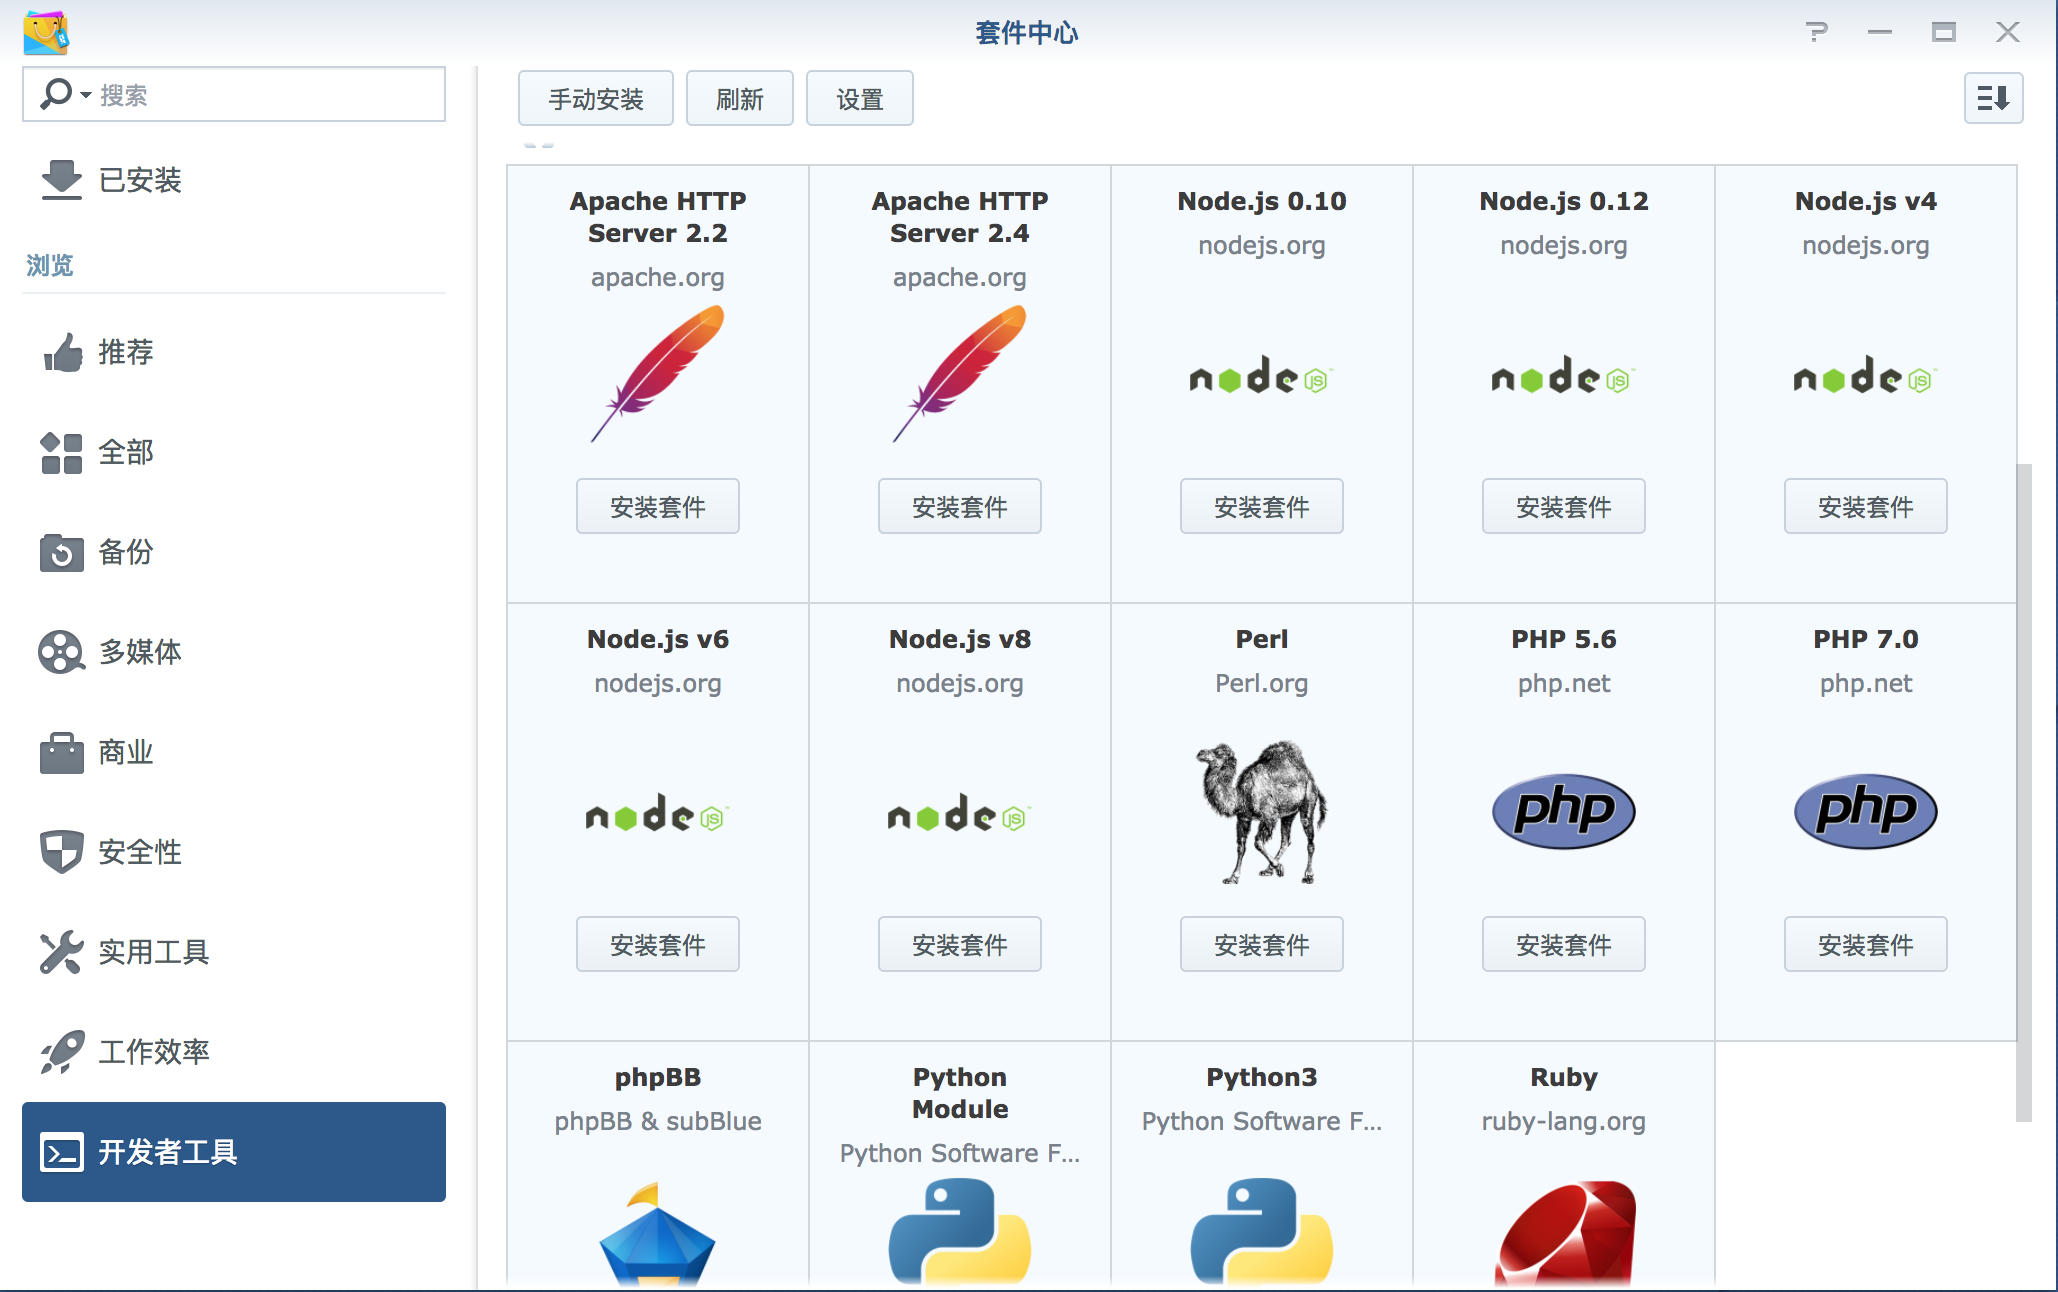 套件中心
搜索
手动安装
刷新
设置
已安装
浏览
推荐
全部
备份
多媒体
商业
安全性
实用工具
工作效率
开发者工具
Apache HTTP
Server 2.2
apache.org
安装套件
Apache HTTP
Server 2.4
apache.org
安装套件
Node.js 0.10
nodejs.org
node JS
安装套件
Node.js 0.12
nodejs.org
node JS
安装套件
Node.js v4
nodejs.org
node JS
安装套件
Node.js v6
nodejs.org
node JS
安装套件
Node.js v8
nodejs.org
node JS
安装套件
Perl
Perl.org
安装套件
PHP 5.6
php.net
php
安装套件
PHP 7.0
php.net
php
安装套件
phpBB
phpBB & subBlue
Python
Module
Python Software F...
Python3
Python Software F...
Ruby
ruby-lang.org